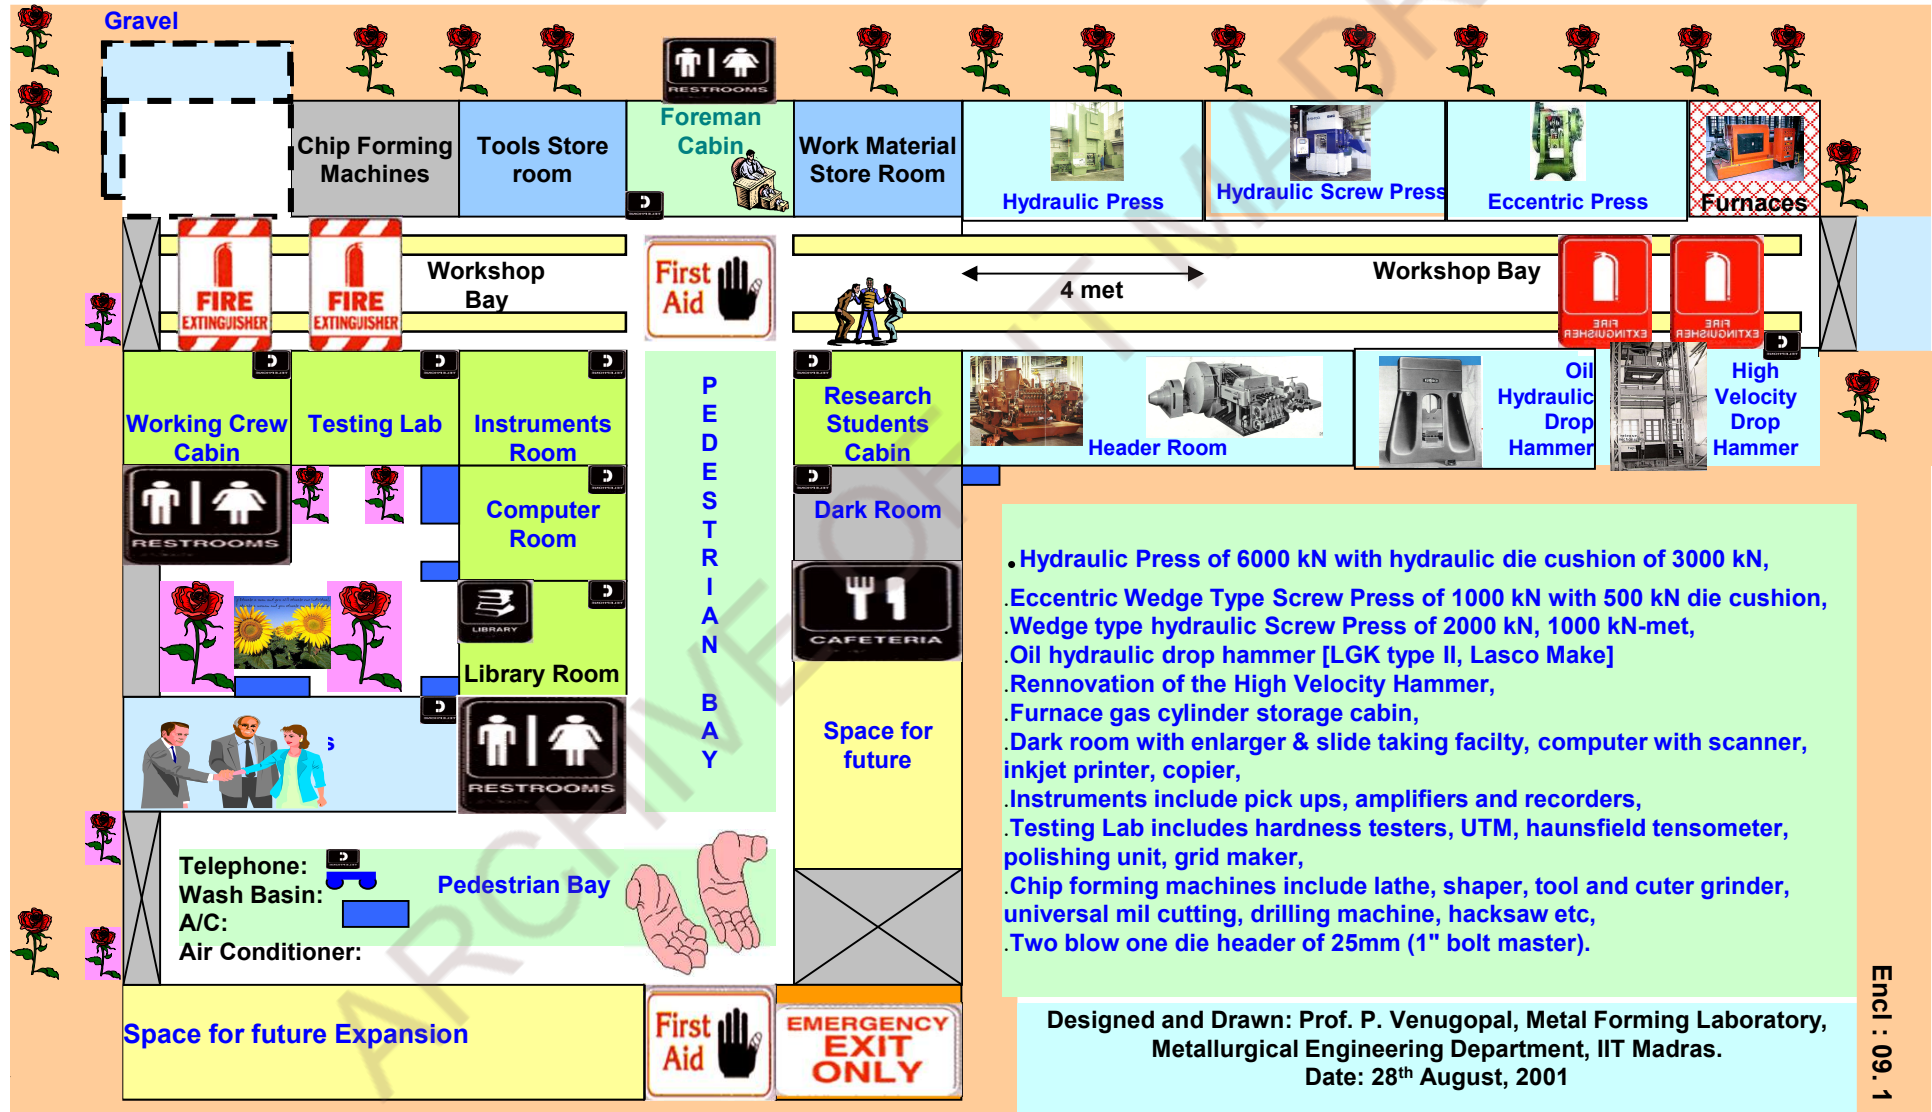 Gravel
RESTROOMS
Chip Forming
Machines
Tools Store
room
Foreman
Cabin
Work Material
Store Room
Hydraulic Press
Hydraulic Screw Press
Eccentric Press
Furnaces
FIRE
EXTINGUISHER
FIRE
EXTINGUISHER
Workshop
Bay
First
Aid
4 met
Workshop Bay
FIRE
EXTINGUISHER
FIRE
EXTINGUISHER
Working Crew
Cabin
Testing Lab
Instruments
Room
PEDESTRIAN BAY
Research
Students
Cabin
Header Room
Oil
Hydraulic
Drop
Hammer
High
Velocity
Drop
Hammer
RESTROOMS
Computer
Room
Dark Room
CAFETERIA
LIBRARY
Library Room
s
RESTROOMS
Space for
future
.Hydraulic Press of 6000 kN with hydraulic die cushion of 3000 kN,
.Eccentric Wedge Type Screw Press of 1000 kN with 500 kN die cushion,
.Wedge type hydraulic Screw Press of 2000 kN, 1000 kN-met,
.Oil hydraulic drop hammer [LGK type II, Lasco Make]
.Rennovation of the High Velocity Hammer,
.Furnace gas cylinder storage cabin,
.Dark room with enlarger & slide taking facilty, computer with scanner,
inkjet printer, copier,
.Instruments include pick ups, amplifiers and recorders,
.Testing Lab includes hardness testers, UTM, haunsfield tensometer,
polishing unit, grid maker,
.Chip forming machines include lathe, shaper, tool and cuter grinder,
universal mil cutting, drilling machine, hacksaw etc,
.Two blow one die header of 25mm (1" bolt master).
Telephone:
Wash Basin:
A/C:
Air Conditioner:
Pedestrian Bay
Space for future Expansion
First
Aid
EMERGENCY
EXIT
ONLY
Designed and Drawn: Prof. P. Venugopal, Metal Forming Laboratory,
Metallurgical Engineering Department, IIT Madras.
Date: 28th August, 2001
Encl : 09. 1
ARCHIVE OF IIT MADR